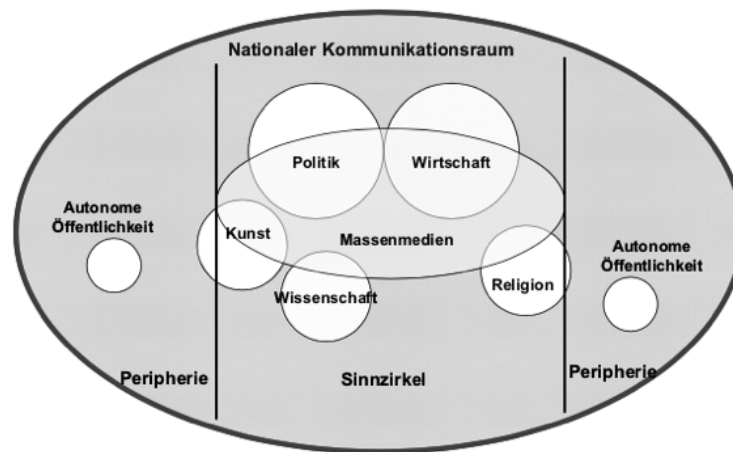 Nationaler Kommunikationsraum
Politik
Wirtschaft
Autonome
Öffentlichkeit
Kunst
Massenmedien
Autonome
Öffentlichkeit
Wissenschaft
Religion
Peripherie
Sinnzirkel
Peripherie